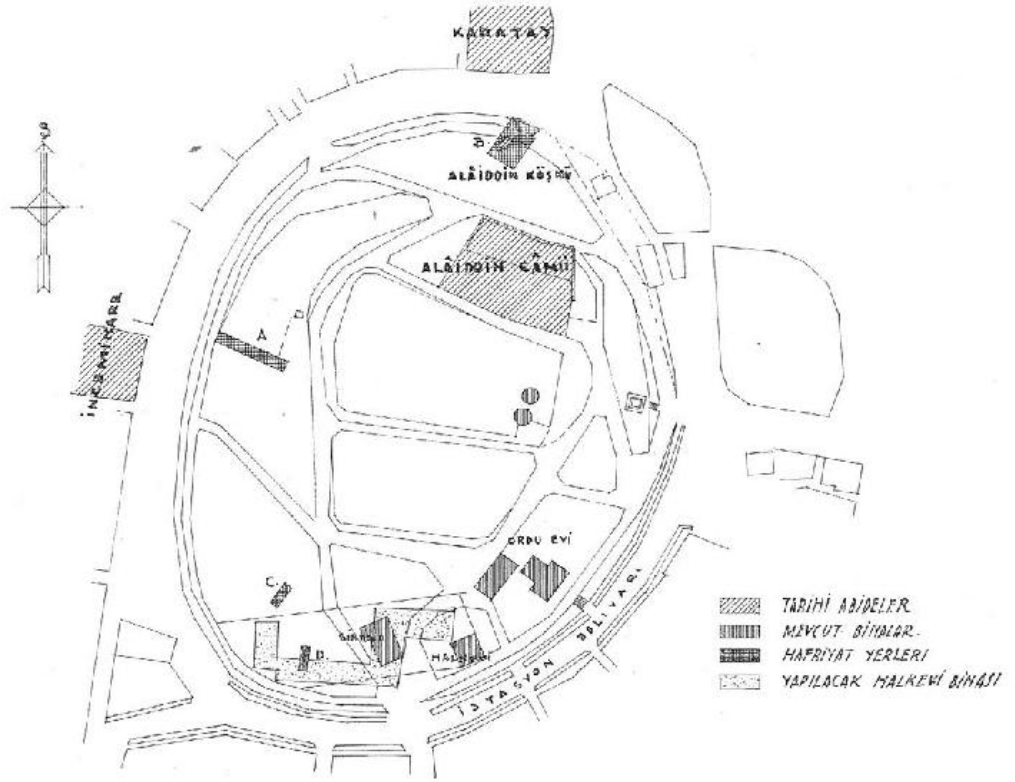 KARATAY
B.
ALÂİDDİN KÖŞKÜ
ALÂİDDİN CÂMİİ
A
İNCEMİNARE
ORDU EVİ
C.
D.
HALKEVİ
İSTASYON BULIVARI
TARİHİ ABİDELER
MEVCUT BİNALAR.
HAFRİYAT YERLERİ
YAPILACAK HALKEVİ BİNASI